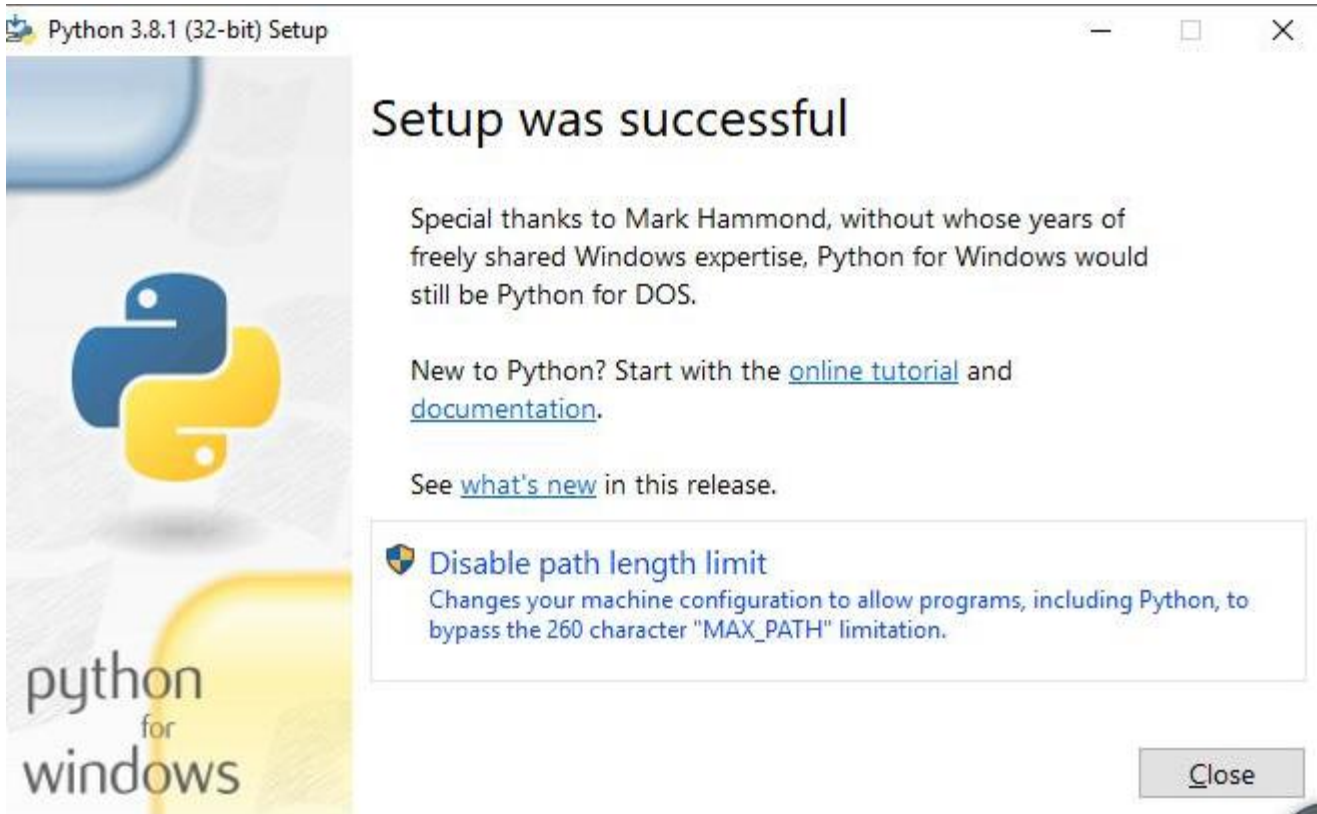 Python 3.8.1 (32-bit) Setup
Setup was successful
Special thanks to Mark Hammond, without whose years of
freely shared Windows expertise, Python for Windows would
still be Python for DOS.
New to Python? Start with the online tutorial and
documentation.
See what's new in this release.
Disable path length limit
Changes your machine configuration to allow programs, including Python, to
bypass the 260 character "MAX_PATH" limitation.
python
for
windows
Close